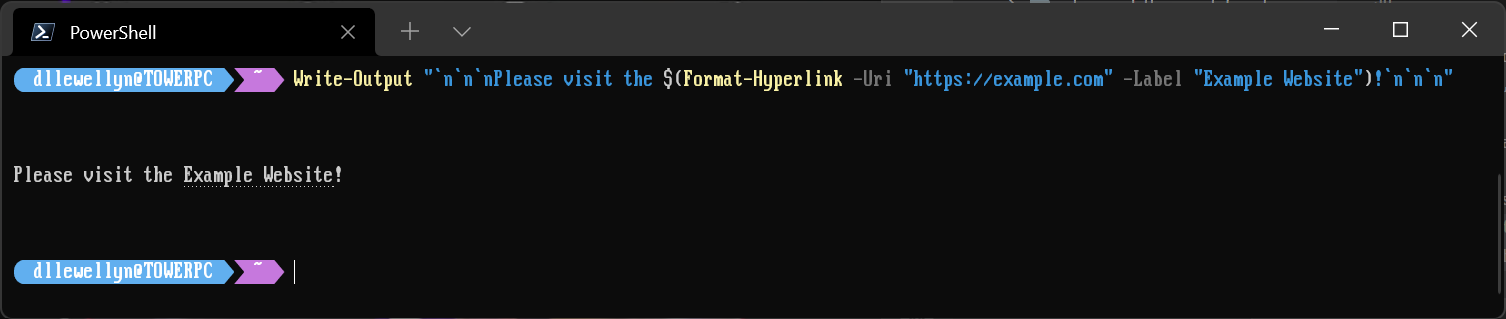 PowerShell
dllewellyn@TOWERPC ~ Write-Output "`n`n`nPlease visit the $(Format-Hyperlink -Uri "https://example.com" -Label "Example Website")!`n`n`n"
Please visit the Example Website!
dllewellyn@TOWERPC ~